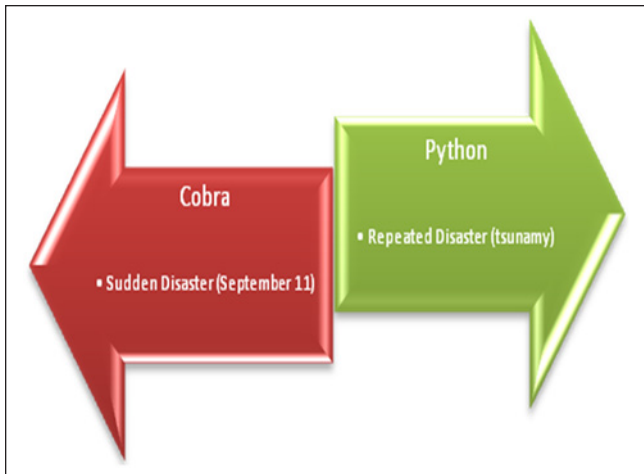 Cobra
• Sudden Disaster (September 11)
Python
• Repeated Disaster (tsunamy)